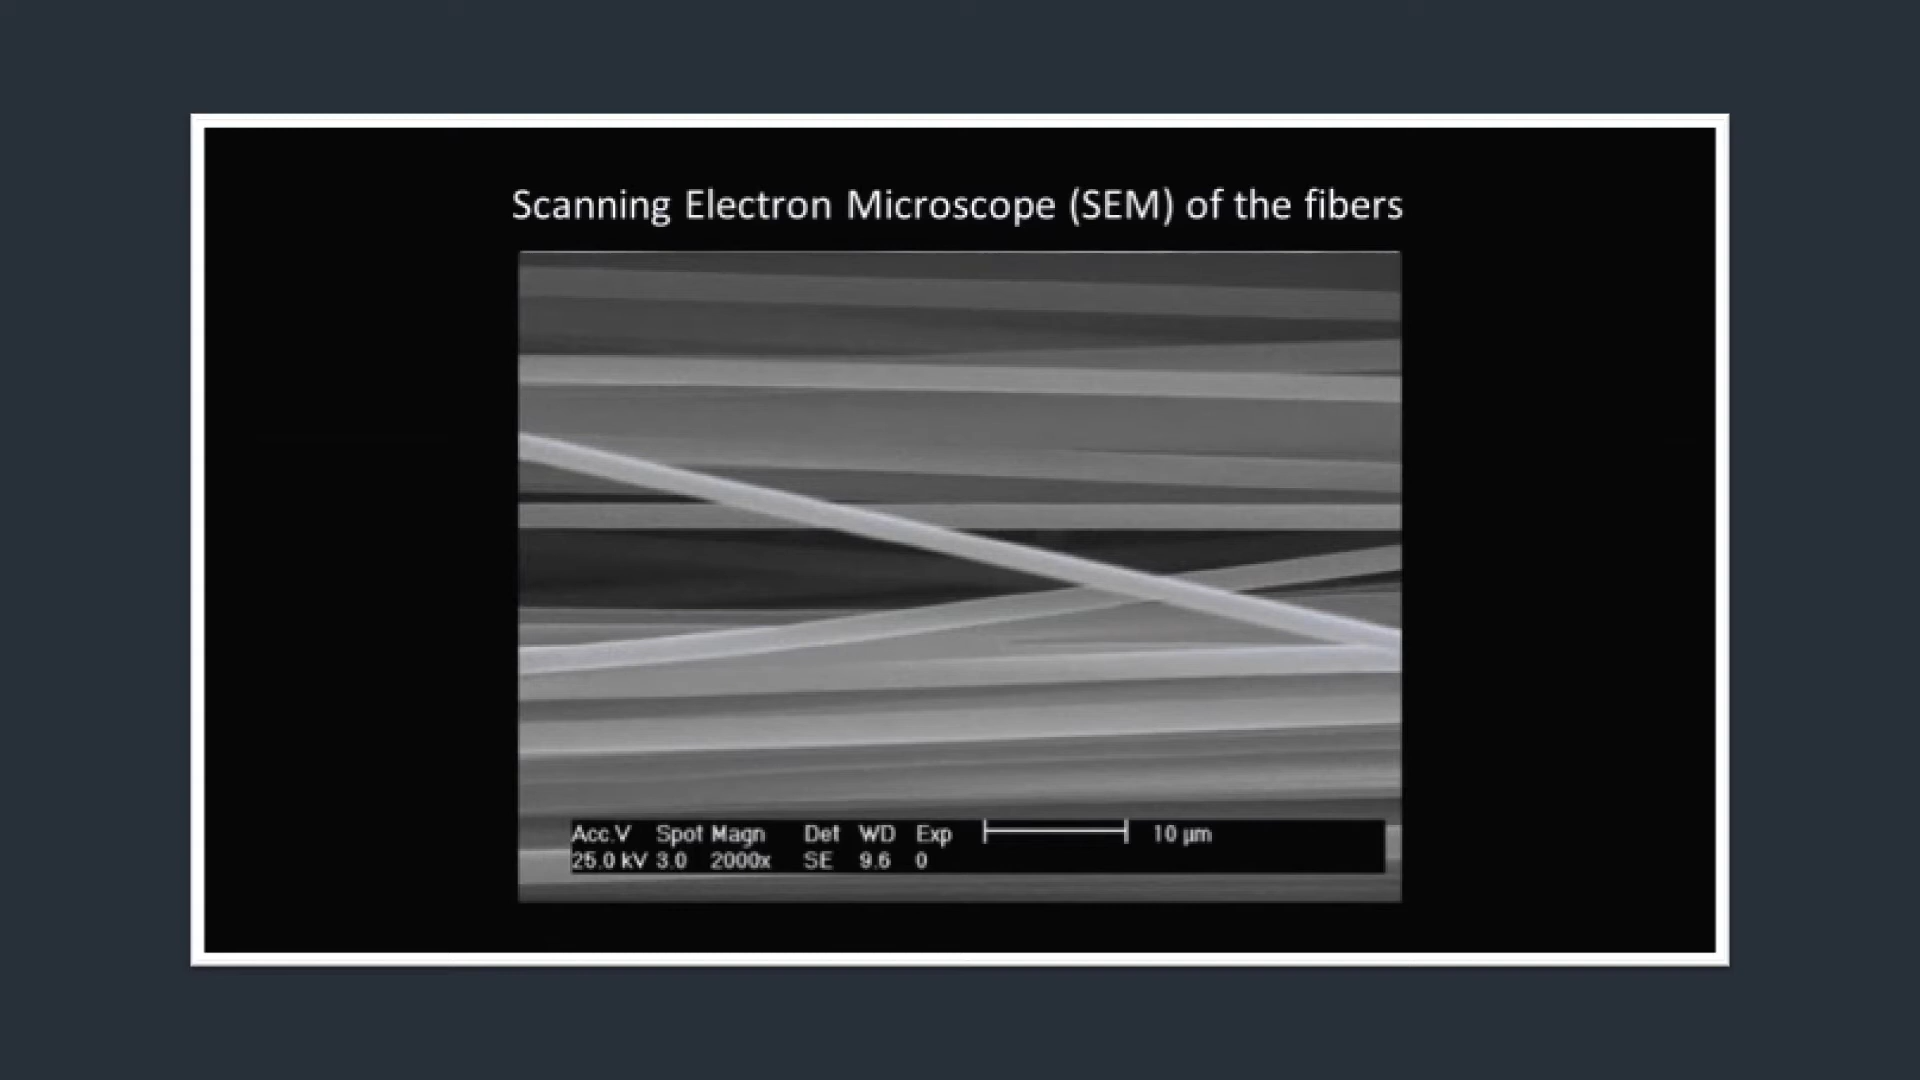 Scanning Electron Microscope (SEM) of the fibers
Acc.V Spot Magn Det WD Exp 10 µm
25.0 kV 3.0 2000x SE 9.6 0